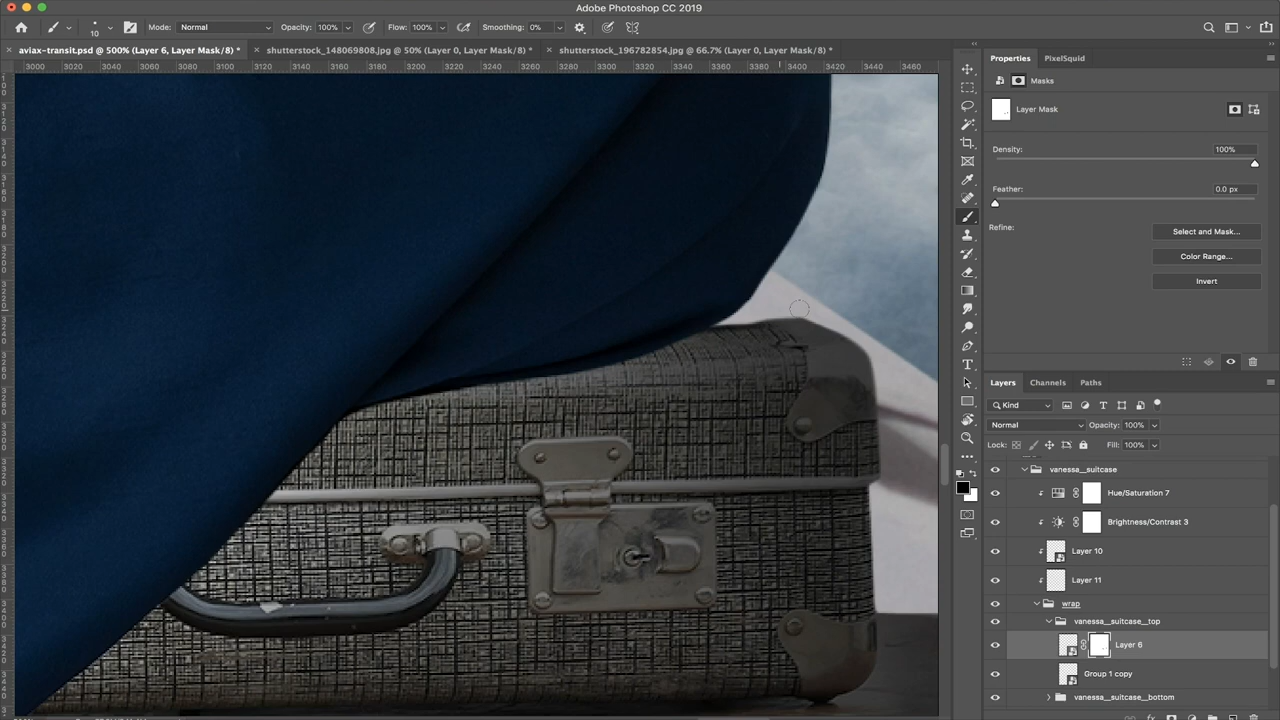 Adobe Photoshop CC 2019
10 Mode: Normal Opacity: 100% Flow: 100% Smoothing: 0%
× aviax-transit.psd @ 500% (Layer 6, Layer Mask/8) * × shutterstock_148069808.jpg @ 50% (Layer 0, Layer Mask/8) * × shutterstock_196782854.jpg @ 66.7% (Layer 0, Layer Mask/8) *
3000 3020 3040 3060 3080 3100 3120 3140 3160 3180 3200 3220 3240 3260 3280 3300 3320 3340 3360 3380 3400 3420 3440 3460
Properties PixelSquid
Masks
Layer Mask
Density: 100%
Feather: 0.0 px
Refine: Select and Mask...
Color Range...
Invert
Layers Channels Paths
Kind
Normal Opacity: 100%
Lock: Fill: 100%
vanessa__suitcase
Hue/Saturation 7
Brightness/Contrast 3
Layer 10
Layer 11
wrap
vanessa__suitcase__top
Layer 6
Group 1 copy
vanessa__suitcase__bottom